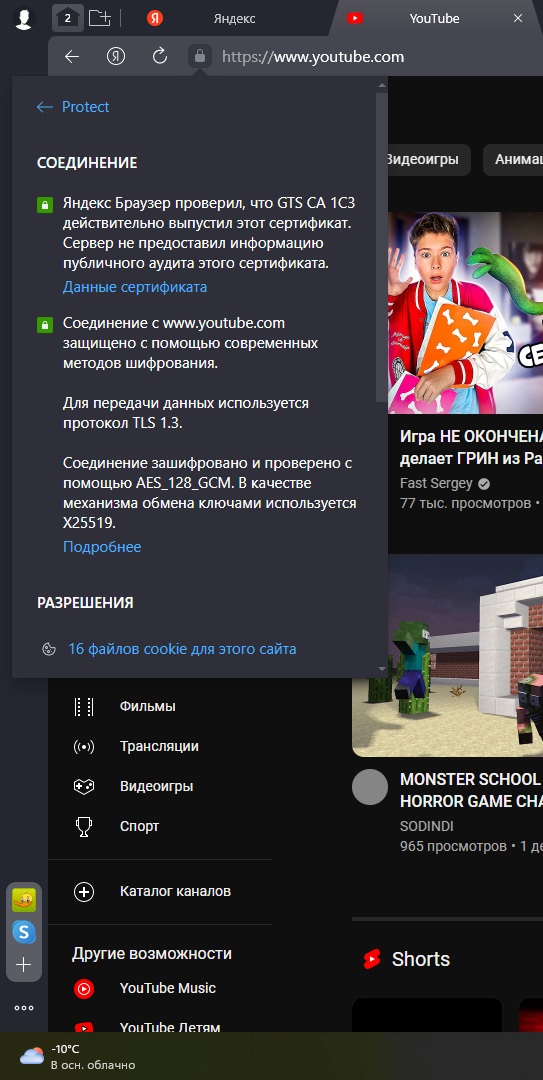 2
Я
Яндекс
YouTube
Я
https://www.youtube.com
Protect
СОЕДИНЕНИЕ
Яндекс Браузер проверил, что GTS CA 1C3
действительно выпустил этот сертификат.
Сервер не предоставил информацию
публичного аудита этого сертификата.
Данные сертификата
Соединение с www.youtube.com
защищено с помощью современных
методов шифрования.
Для передачи данных используется
протокол TLS 1.3.
Соединение зашифровано и проверено с
помощью AES_128_GCM. В качестве
механизма обмена ключами используется
X25519.
Подробнее
РАЗРЕШЕНИЯ
16 файлов cookie для этого сайта
Видеоигры
Анима
Игра НЕ ОКОНЧЕНА
делает ГРИН из Ра
Fast Sergey
77 тыс. просмотров •
Фильмы
Трансляции
Видеоигры
Спорт
Каталог каналов
Другие возможности
YouTube Music
YouTube Детям
MONSTER SCHOOL
HORROR GAME CHA
SODINDI
965 просмотров • 1 де
Shorts
S
-10°C
В осн. облачно